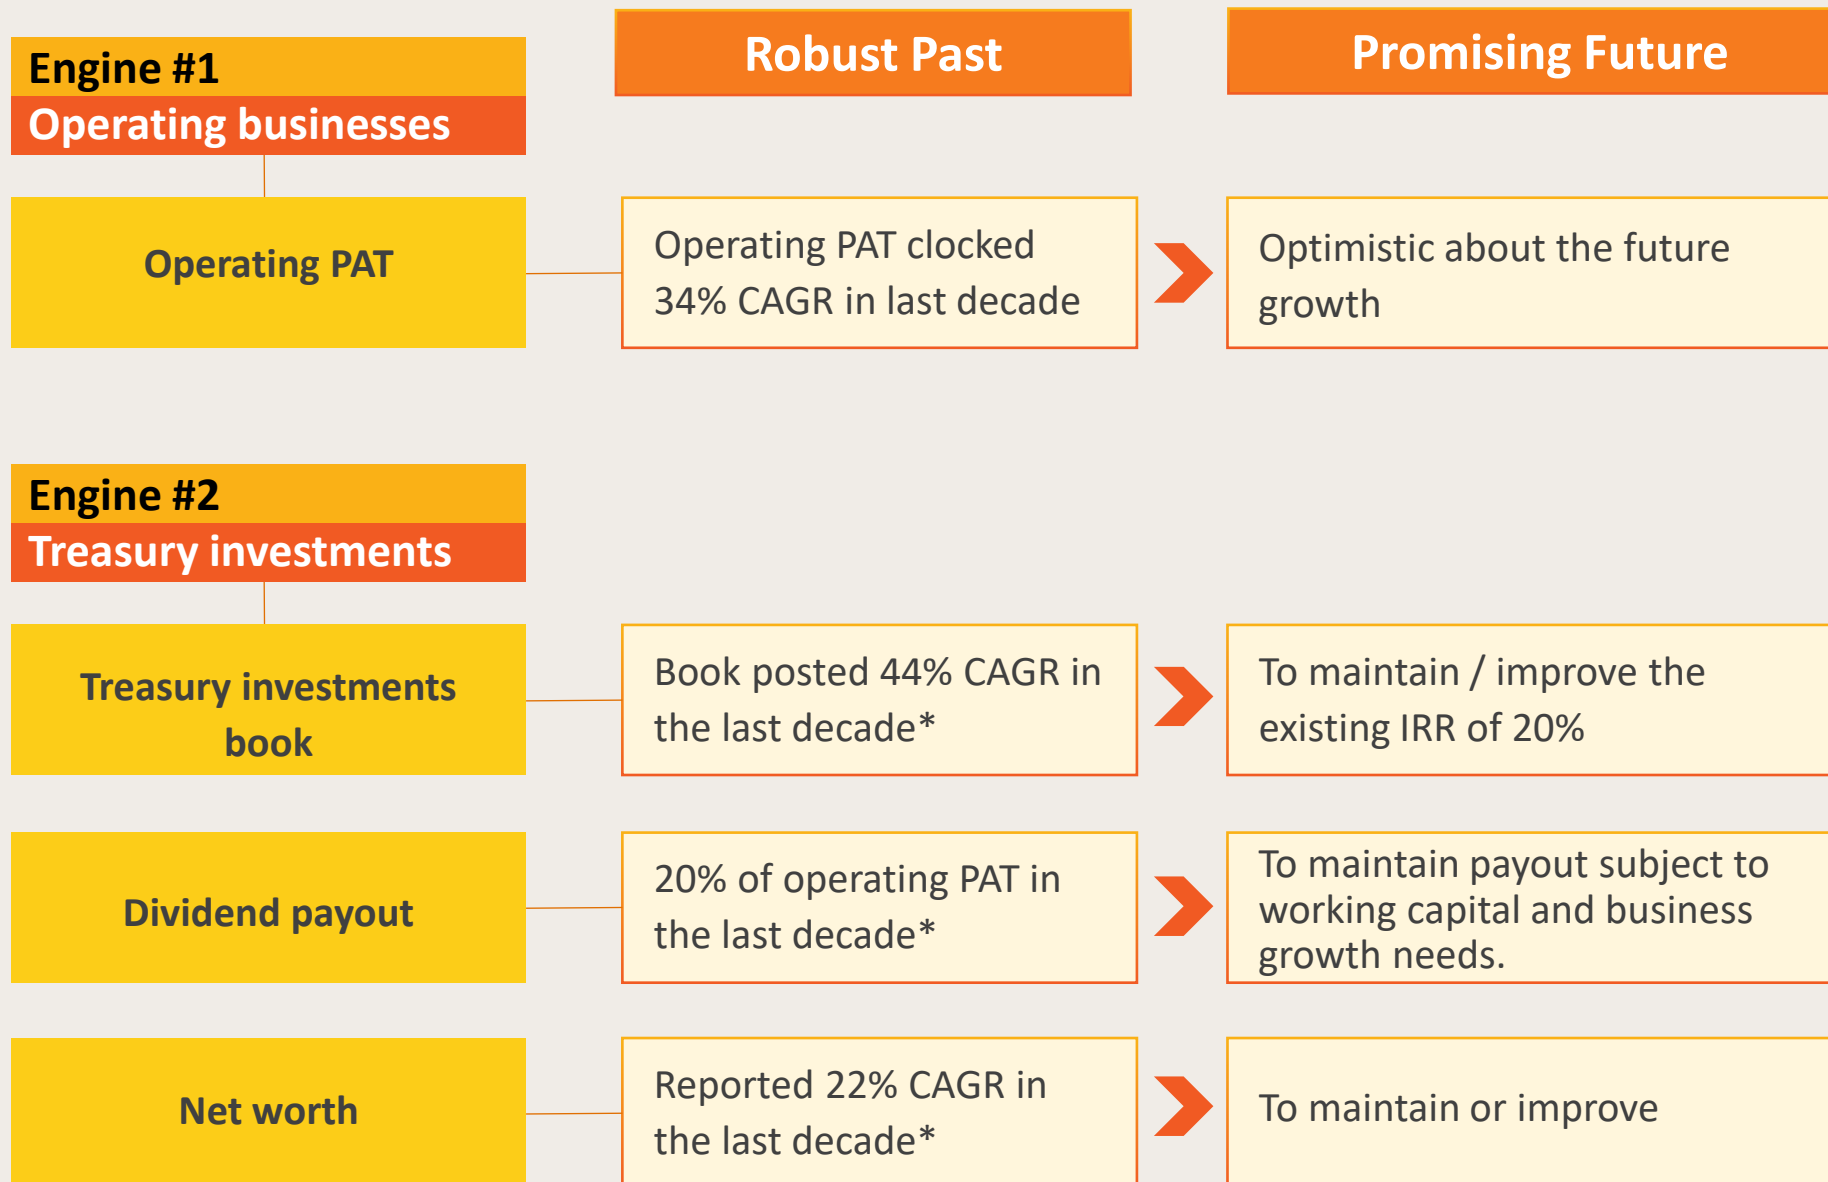 Robust Past
Promising Future
Engine #1
Operating businesses
Operating PAT
Operating PAT clocked
34% CAGR in last decade
Optimistic about the future
growth
Engine #2
Treasury investments
Treasury investments
book
Book posted 44% CAGR in
the last decade*
To maintain / improve the
existing IRR of 20%
Dividend payout
20% of operating PAT in
the last decade*
To maintain payout subject to
working capital and business
growth needs.
Net worth
Reported 22% CAGR in
the last decade*
To maintain or improve